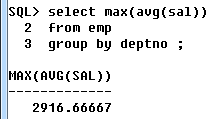 SQL> select max(avg(sal))
2 from emp
3 group by deptno ;
MAX(AVG(SAL))
-------------
2916.66667